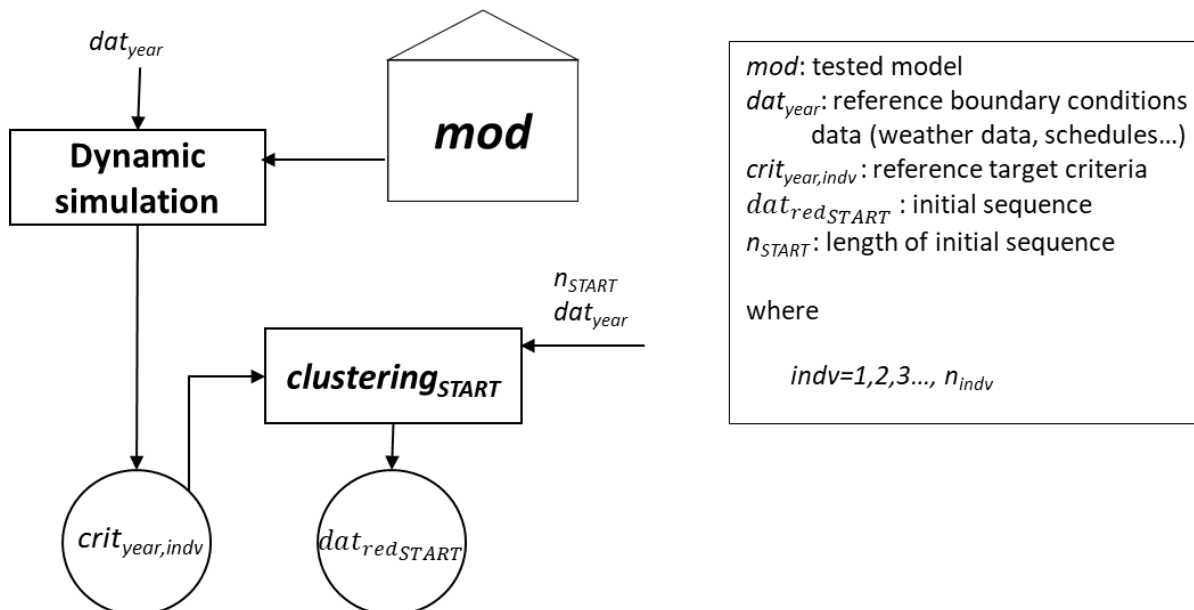 dat_year
mod
Dynamic
simulation
n_START
dat_year
clustering_START
crit_year,indv
dat_red_START
mod: tested model
dat_year: reference boundary conditions
data (weather data, schedules...)
crit_year,indv : reference target criteria
dat_red_START : initial sequence
n_START : length of initial sequence
where
indv=1,2,3..., n_indv